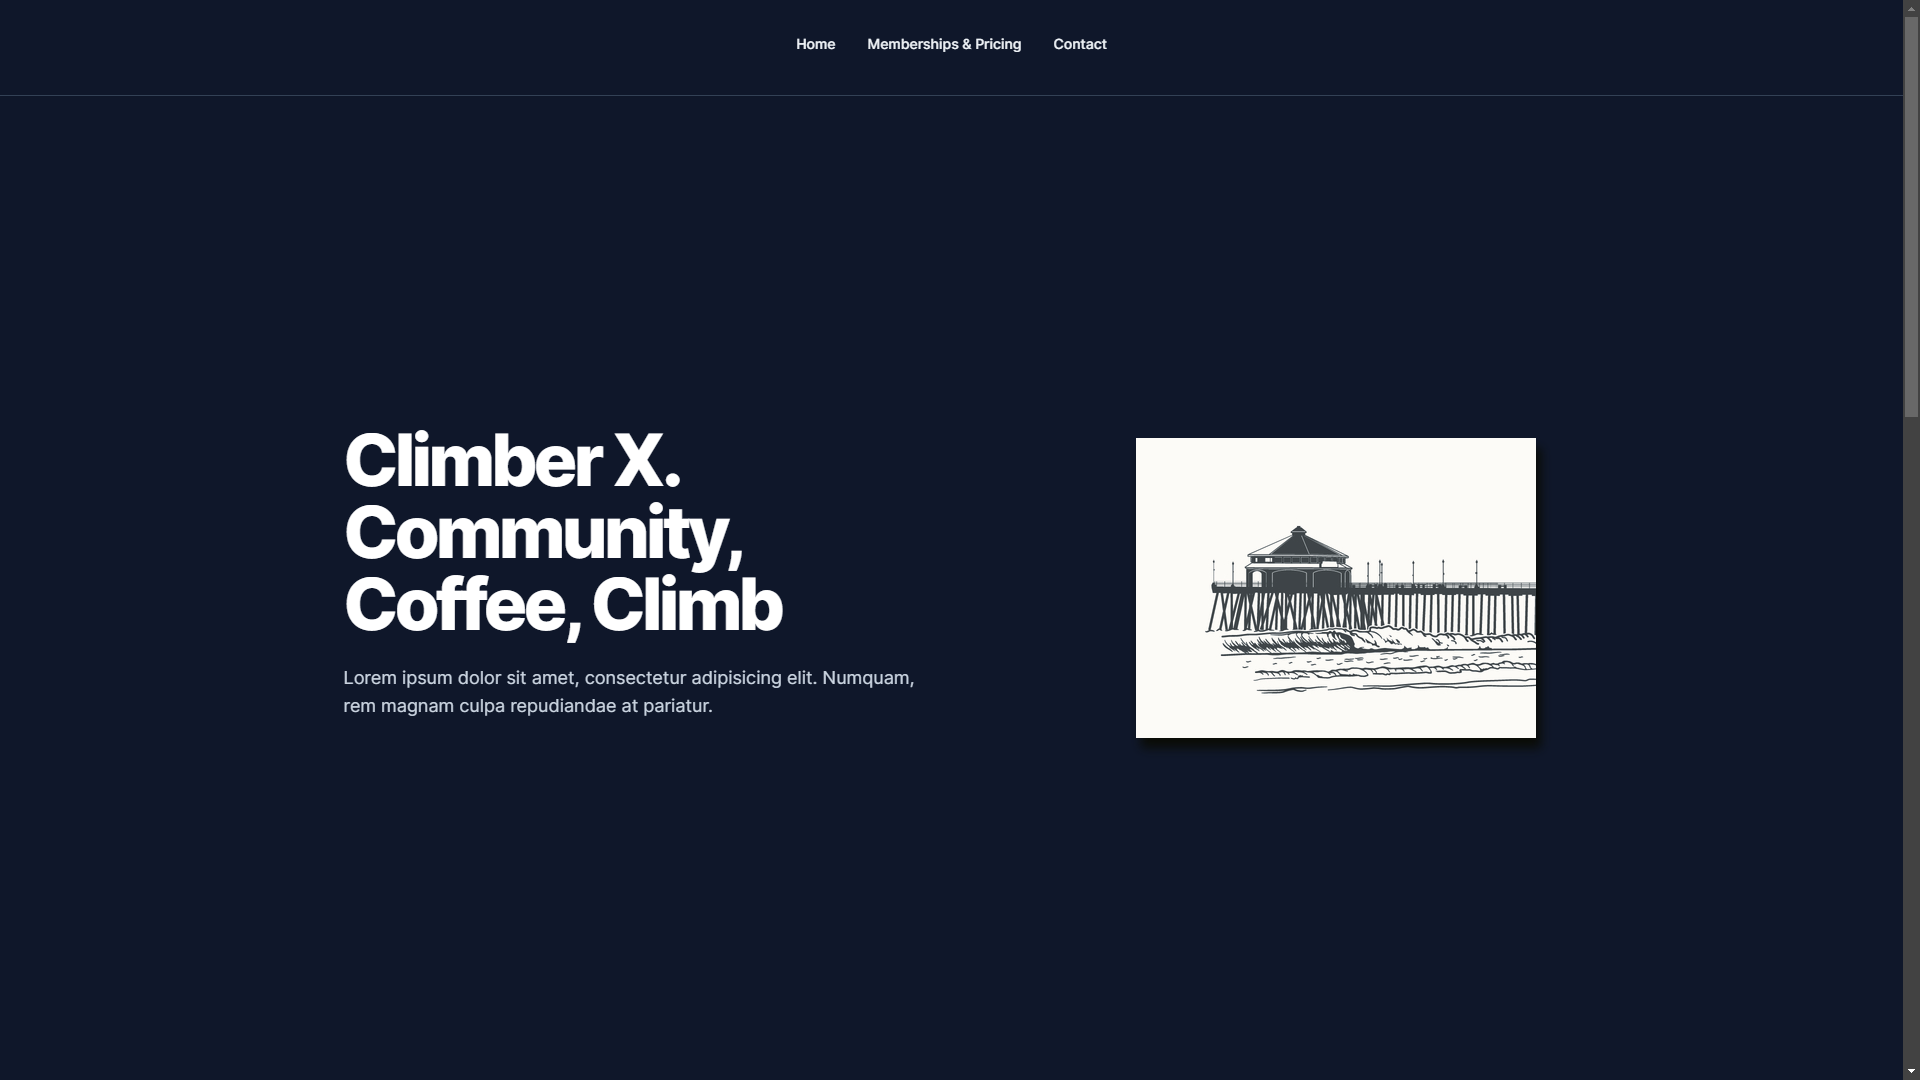 Home Memberships & Pricing Contact
Climber X.
Community,
Coffee, Climb
Lorem ipsum dolor sit amet, consectetur adipisicing elit. Numquam,
rem magnam culpa repudiandae at pariatur.